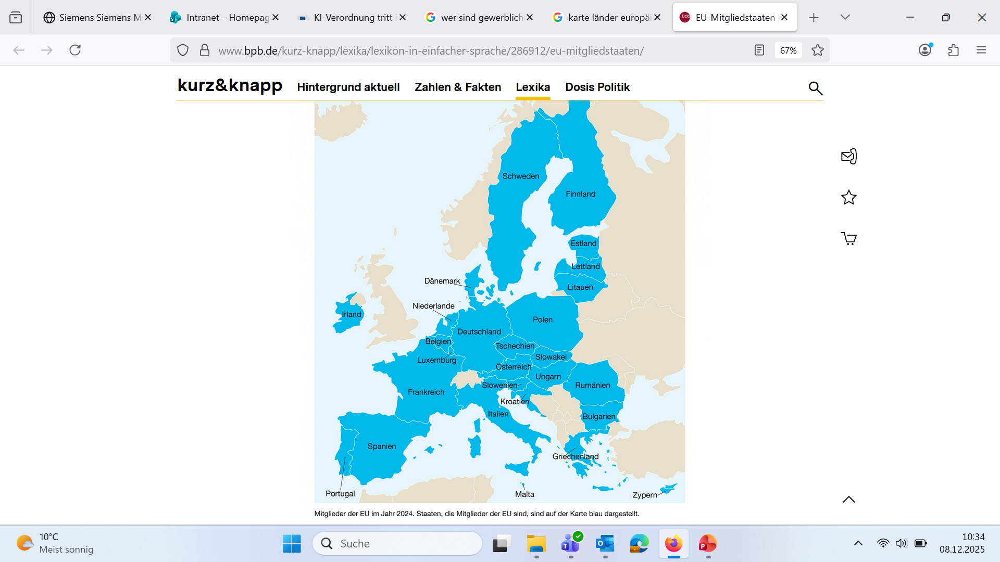 Siemens Siemens M
Intranet – Homepag
KI-Verordnung tritt i
wer sind gewerblich
karte länder europäi
EU-Mitgliedstaaten |
www.bpb.de/kurz-knapp/lexika/lexikon-in-einfacher-sprache/286912/eu-mitgliedstaaten/
67%
kurz&knapp
Hintergrund aktuell
Zahlen & Fakten
Lexika
Dosis Politik
Schweden
Finnland
Estland
Lettland
Dänemark
Litauen
Niederlande
Irland
Polen
Deutschland
Belgien
Tschechien
Luxemburg
Slowakei
Österreich
Ungarn
Slowenien
Rumänien
Frankreich
Kroatien
Italien
Bulgarien
Spanien
Griechenland
Portugal
Malta
Zypern
Mitglieder der EU im Jahr 2024. Staaten, die Mitglieder der EU sind, sind auf der Karte blau dargestellt.
10°C
Meist sonnig
Suche
10:34
08.12.2025